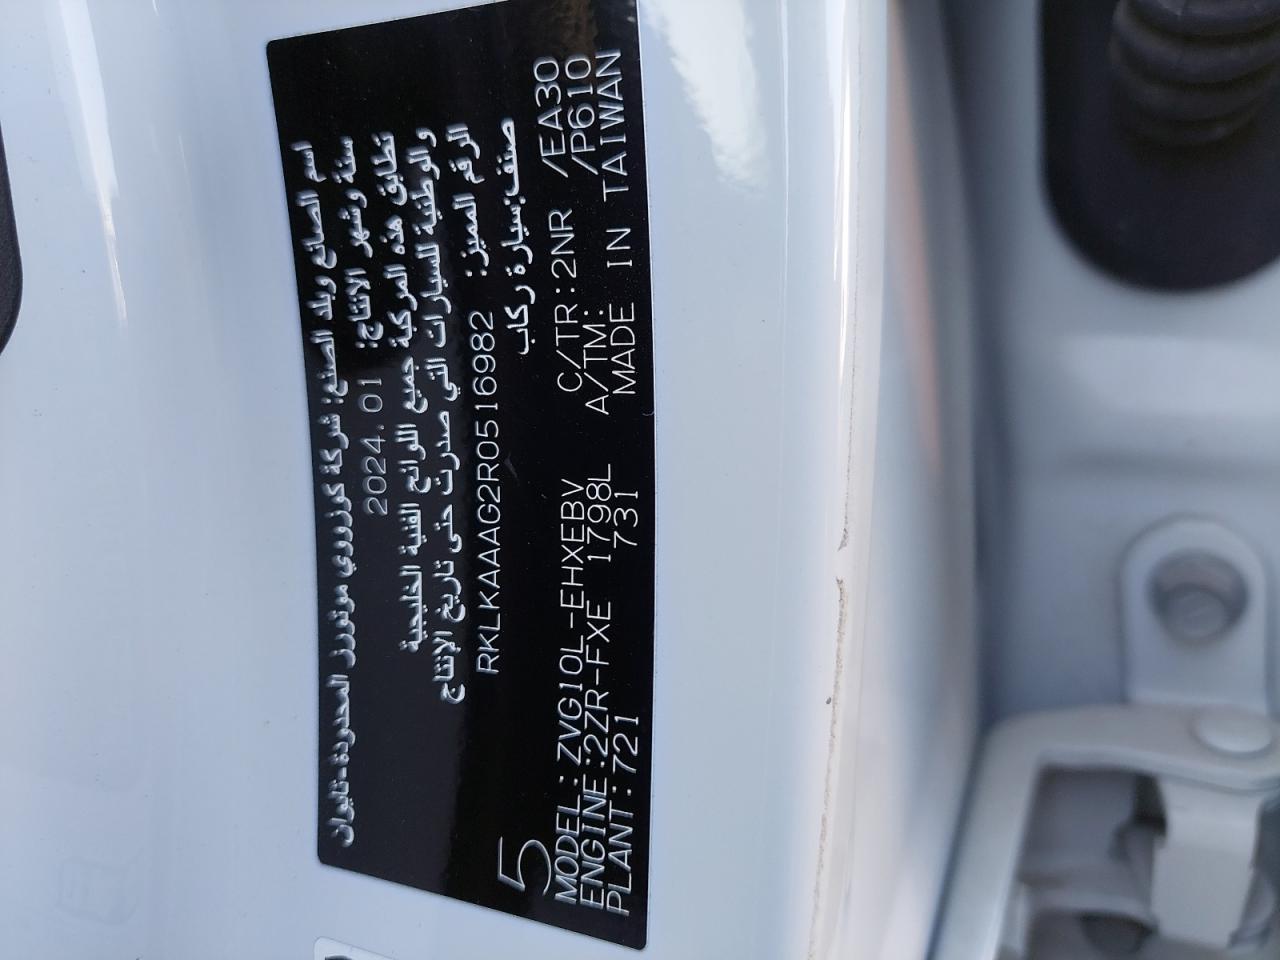 اسم الصانع وبلد الصنع: شركة كوزروي موتورز المحدودة-تايوان
سنة وشهر الانتاج: 2024.01
تطابق هذه المركبة جميع اللوائح الفنية الخليجية
والوطنية للسيارات التي صدرت حتى تاريخ الإنتاج
الرقم المميز: RKLKAAAG2R0516982
صنف:سيارة ركاب
5
MODEL:ZVG10L-EHXEBV C/TR:2NR /EA30
ENGINE:2ZR-FXE 1798L A/TM: /P610
PLANT:721 731 MADE IN TAIWAN